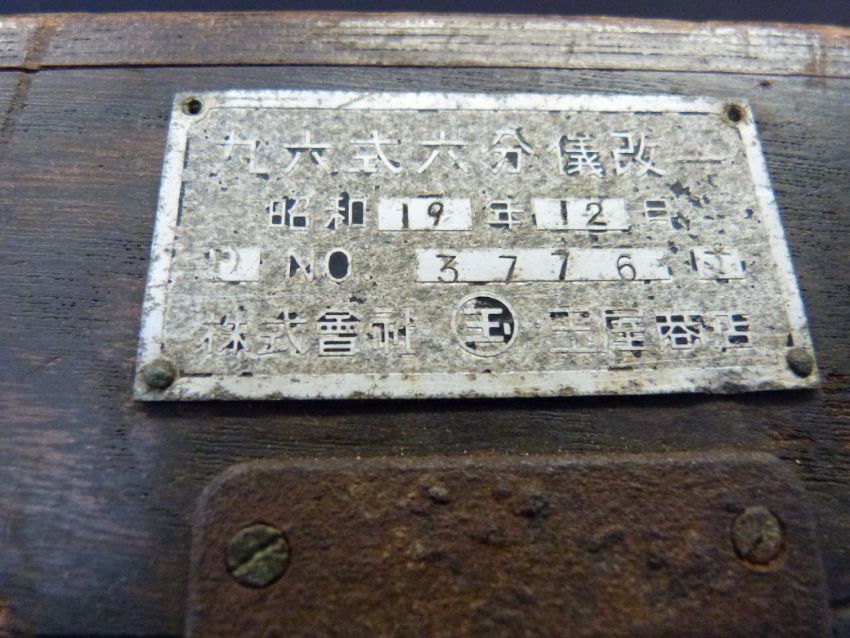 九六式六分儀改一
昭和 19 年 12 月
NO 3776
株式會社 玉 玉屋商店